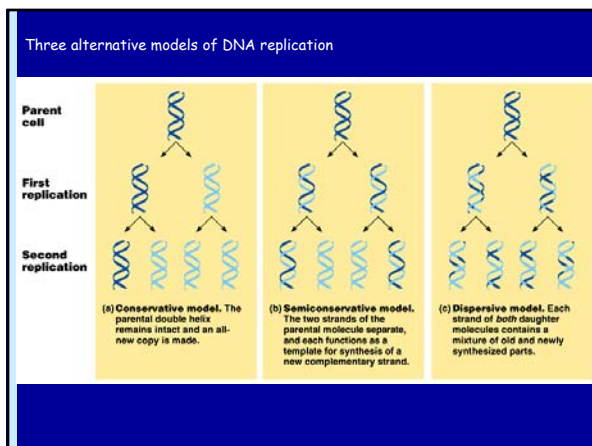 Three alternative models of DNA replication
Parent
cell
First
replication
Second
replication
(a) Conservative model. The
parental double helix
remains intact and an all-
new copy is made.
(b) Semiconservative model.
The two strands of the
parental molecule separate,
and each functions as a
template for synthesis of a
new complementary strand.
(c) Dispersive model. Each
strand of both daughter
molecules contains a
mixture of old and newly
synthesized parts.